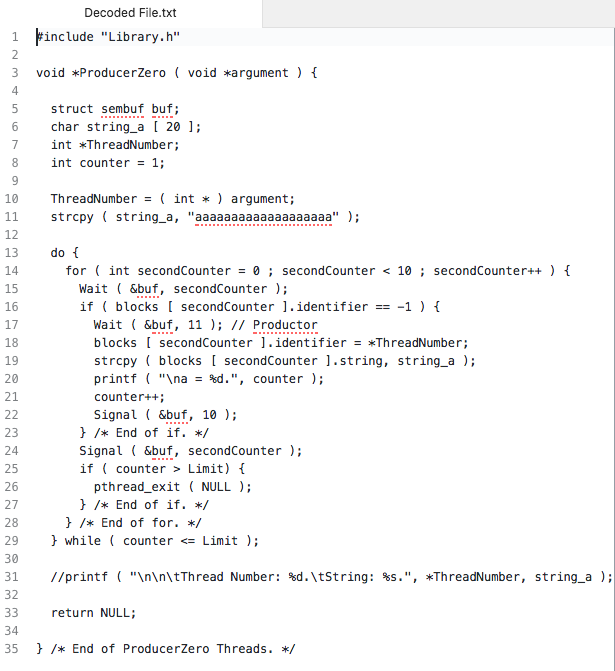 Decoded File.txt
1 #include "Library.h"
2
3 void *ProducerZero ( void *argument ) {
4
5 struct sembuf buf;
6 char string_a [ 20 ];
7 int *ThreadNumber;
8 int counter = 1;
9
10 ThreadNumber = ( int * ) argument;
11 strcpy ( string_a, "aaaaaaaaaaaaaaaaaaa" );
12
13 do {
14 for ( int secondCounter = 0 ; secondCounter < 10 ; secondCounter++ ) {
15 Wait ( &buf, secondCounter );
16 if ( blocks [ secondCounter ].identifier == -1 ) {
17 Wait ( &buf, 11 ); // Productor
18 blocks [ secondCounter ].identifier = *ThreadNumber;
19 strcpy ( blocks [ secondCounter ].string, string_a );
20 printf ( "\na = %d.", counter );
21 counter++;
22 Signal ( &buf, 10 );
23 } /* End of if. */
24 Signal ( &buf, secondCounter );
25 if ( counter > Limit) {
26 pthread_exit ( NULL );
27 } /* End of if. */
28 } /* End of for. */
29 } while ( counter <= Limit );
30
31 //printf ( "\n\n\tThread Number: %d.\tString: %s.", *ThreadNumber, string_a );
32
33 return NULL;
34
35 } /* End of ProducerZero Threads. */